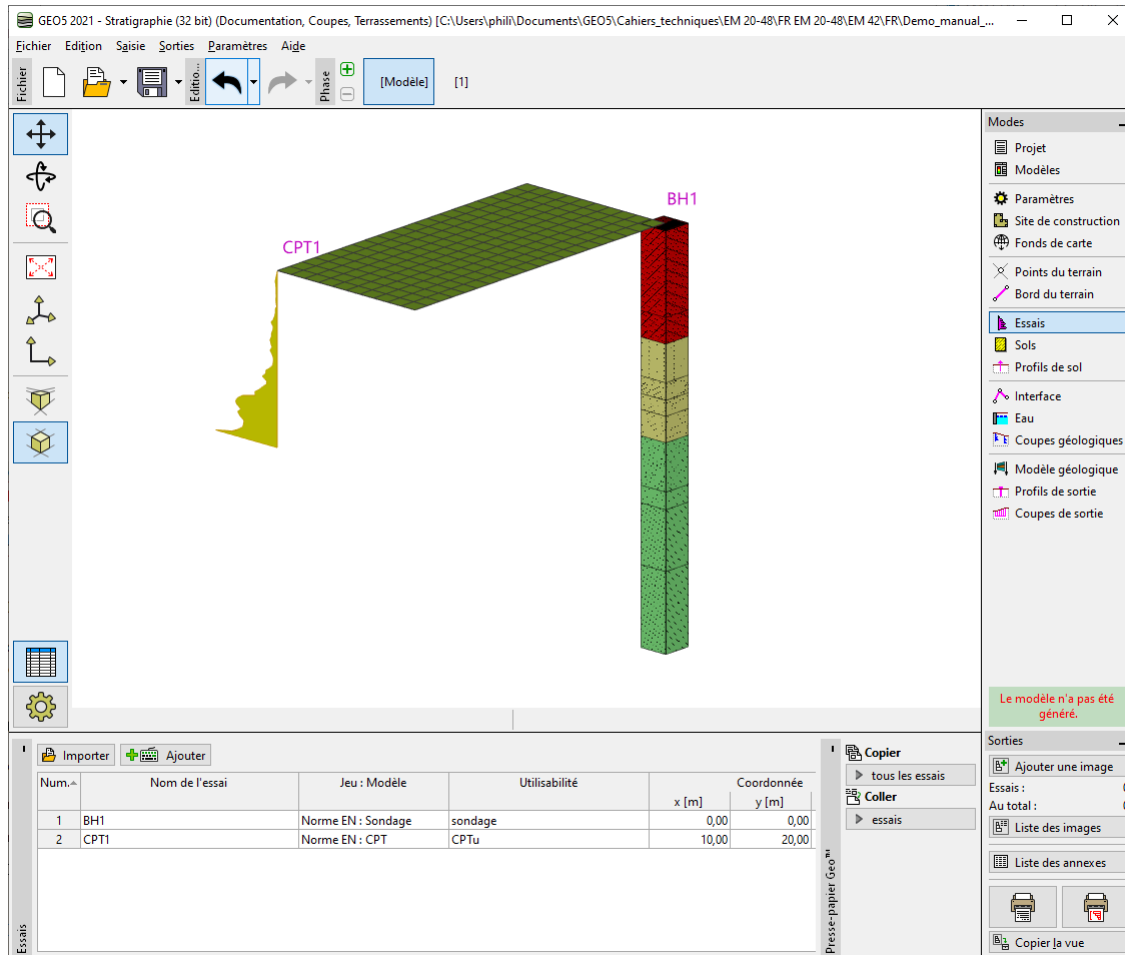 GEO5 2021 - Stratigraphie (32 bit) (Documentation, Coupes, Terrassements) [C:\Users\phili\Documents\GEO5\Cahiers_techniques\EM 20-48\FR EM 20-48\EM 42\FR\Demo_manual_...
Fichier Edition Saisie Sorties Paramètres Aide
Fichier
Editio...
Phase
[Modèle]
[1]
CPT1
BH1
Modes
Projet
Modèles
Paramètres
Site de construction
Fonds de carte
Points du terrain
Bord du terrain
Essais
Sols
Profils de sol
Interface
Eau
Coupes géologiques
Modèle géologique
Profils de sortie
Coupes de sortie
Le modèle n'a pas été
généré.
Essais
Importer
Ajouter
Num. Nom de l'essai Jeu : Modèle Utilisabilité Coordonnée
x [m] y [m]
1 BH1 Norme EN : Sondage sondage 0,00 0,00
2 CPT1 Norme EN : CPT CPTu 10,00 20,00
Presse-papier Geo™
Copier
tous les essais
Coller
essais
Sorties
Ajouter une image
Essais :
Au total :
Liste des images
Liste des annexes
Copier la vue